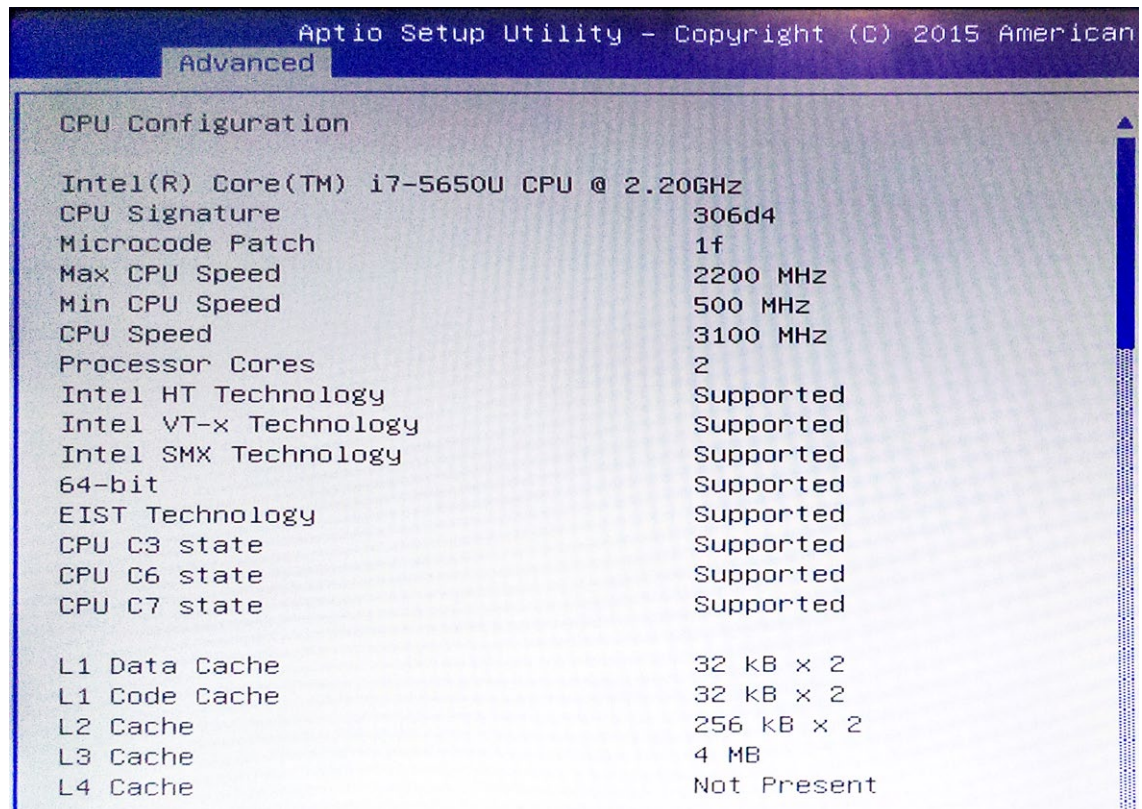 Aptio Setup Utility – Copyright (C) 2015 American
Advanced
CPU Configuration
Intel(R) Core(TM) i7-5650U CPU @ 2.20GHz
CPU Signature 306d4
Microcode Patch 1f
Max CPU Speed 2200 MHz
Min CPU Speed 500 MHz
CPU Speed 3100 MHz
Processor Cores 2
Intel HT Technology Supported
Intel VT-x Technology Supported
Intel SMX Technology Supported
64-bit Supported
EIST Technology Supported
CPU C3 state Supported
CPU C6 state Supported
CPU C7 state Supported
L1 Data Cache 32 kB x 2
L1 Code Cache 32 kB x 2
L2 Cache 256 kB x 2
L3 Cache 4 MB
L4 Cache Not Present